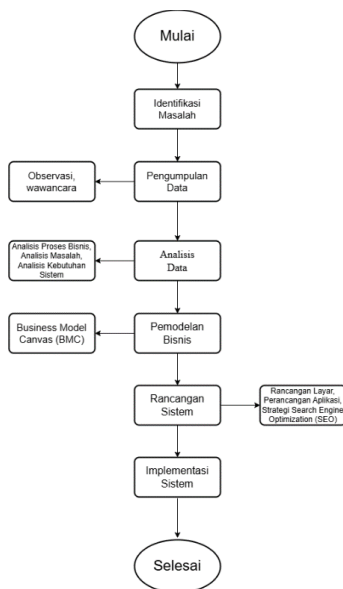 Mulai
Identifikasi
Masalah
Observasi,
wawancara
Pengumpulan
Data
Analisis Proses Bisnis,
Analisis Masalah,
Analisis Kebutuhan
Sistem
Analisis
Data
Business Model
Canvas (BMC)
Pemodelan
Bisnis
Rancangan
Sistem
Rancangan Layar,
Perancangan Aplikasi,
Strategi Search Engine
Optimization (SEO)
Implementasi
Sistem
Selesai